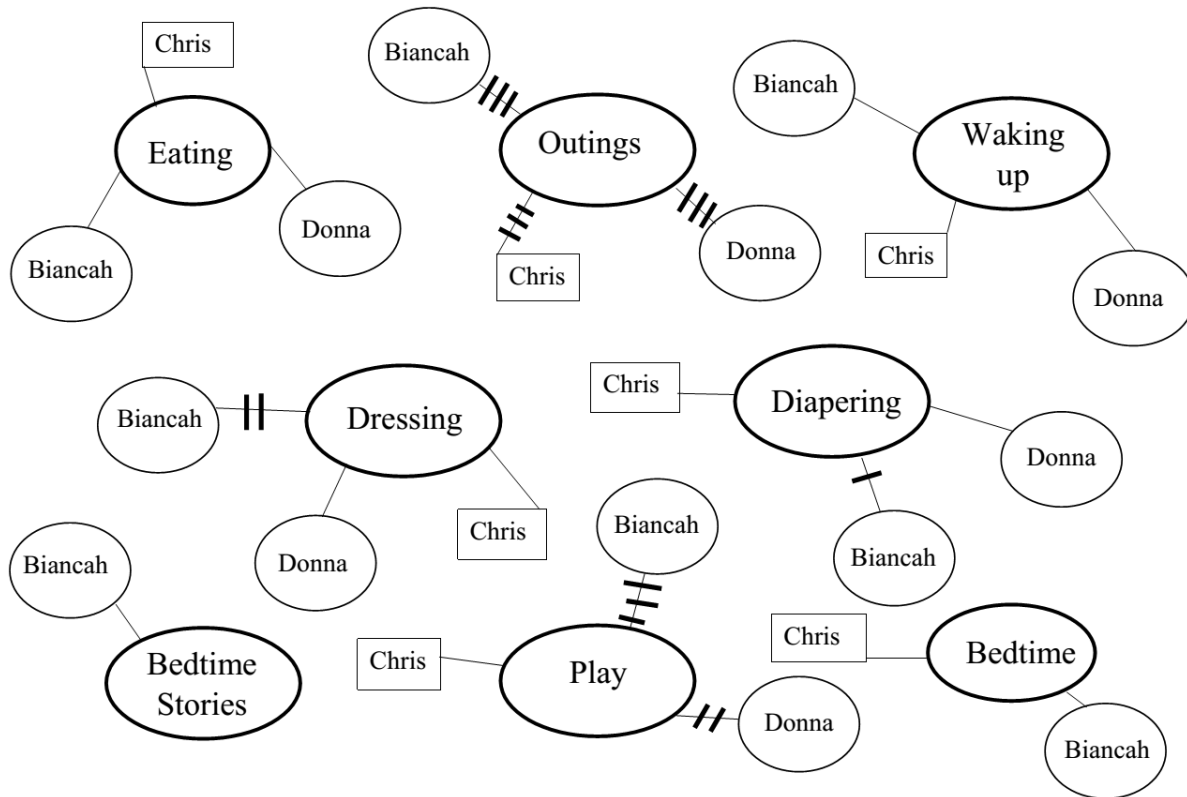 Chris
Biancah
Eating
Donna
Biancah
Outings
Chris
Donna
Biancah
Waking
up
Chris
Donna
Biancah
Dressing
Donna
Chris
Chris
Diapering
Donna
Biancah
Biancah
Bedtime
Stories
Biancah
Chris
Play
Donna
Chris
Bedtime
Biancah